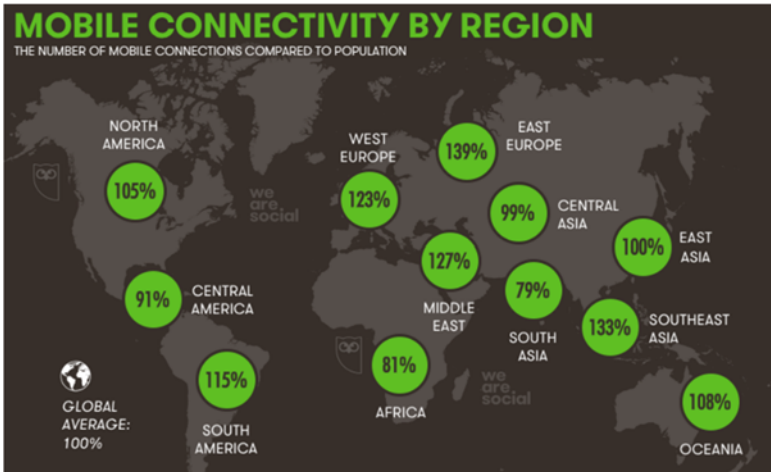 MOBILE CONNECTIVITY BY REGION
THE NUMBER OF MOBILE CONNECTIONS COMPARED TO POPULATION
NORTH
AMERICA
105%
WEST
EUROPE
123%
139%
EAST
EUROPE
we
are
social
99%
CENTRAL
ASIA
100%
EAST
ASIA
91%
CENTRAL
AMERICA
127%
MIDDLE
EAST
79%
SOUTH
ASIA
133%
SOUTHEAST
ASIA
115%
SOUTH
AMERICA
81%
AFRICA
we
are
social
108%
OCEANIA
GLOBAL
AVERAGE:
100%